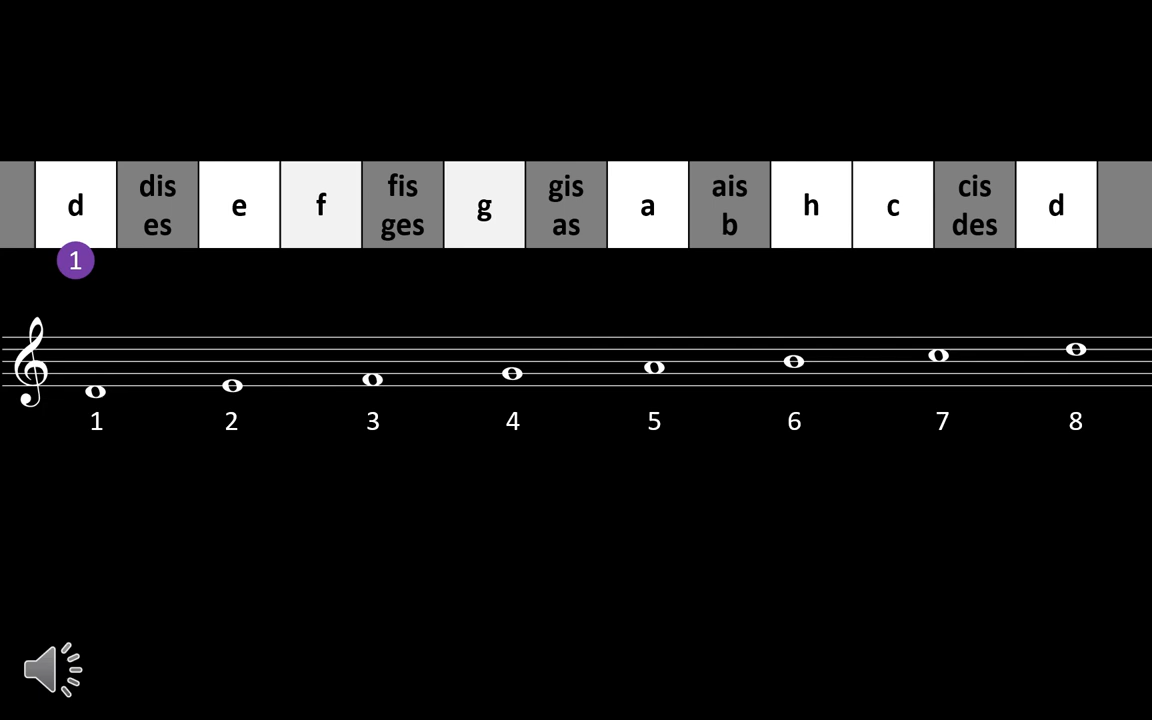 d dis e f fis g gis a ais h c cis d
es ges as b des
1
1 2 3 4 5 6 7 8